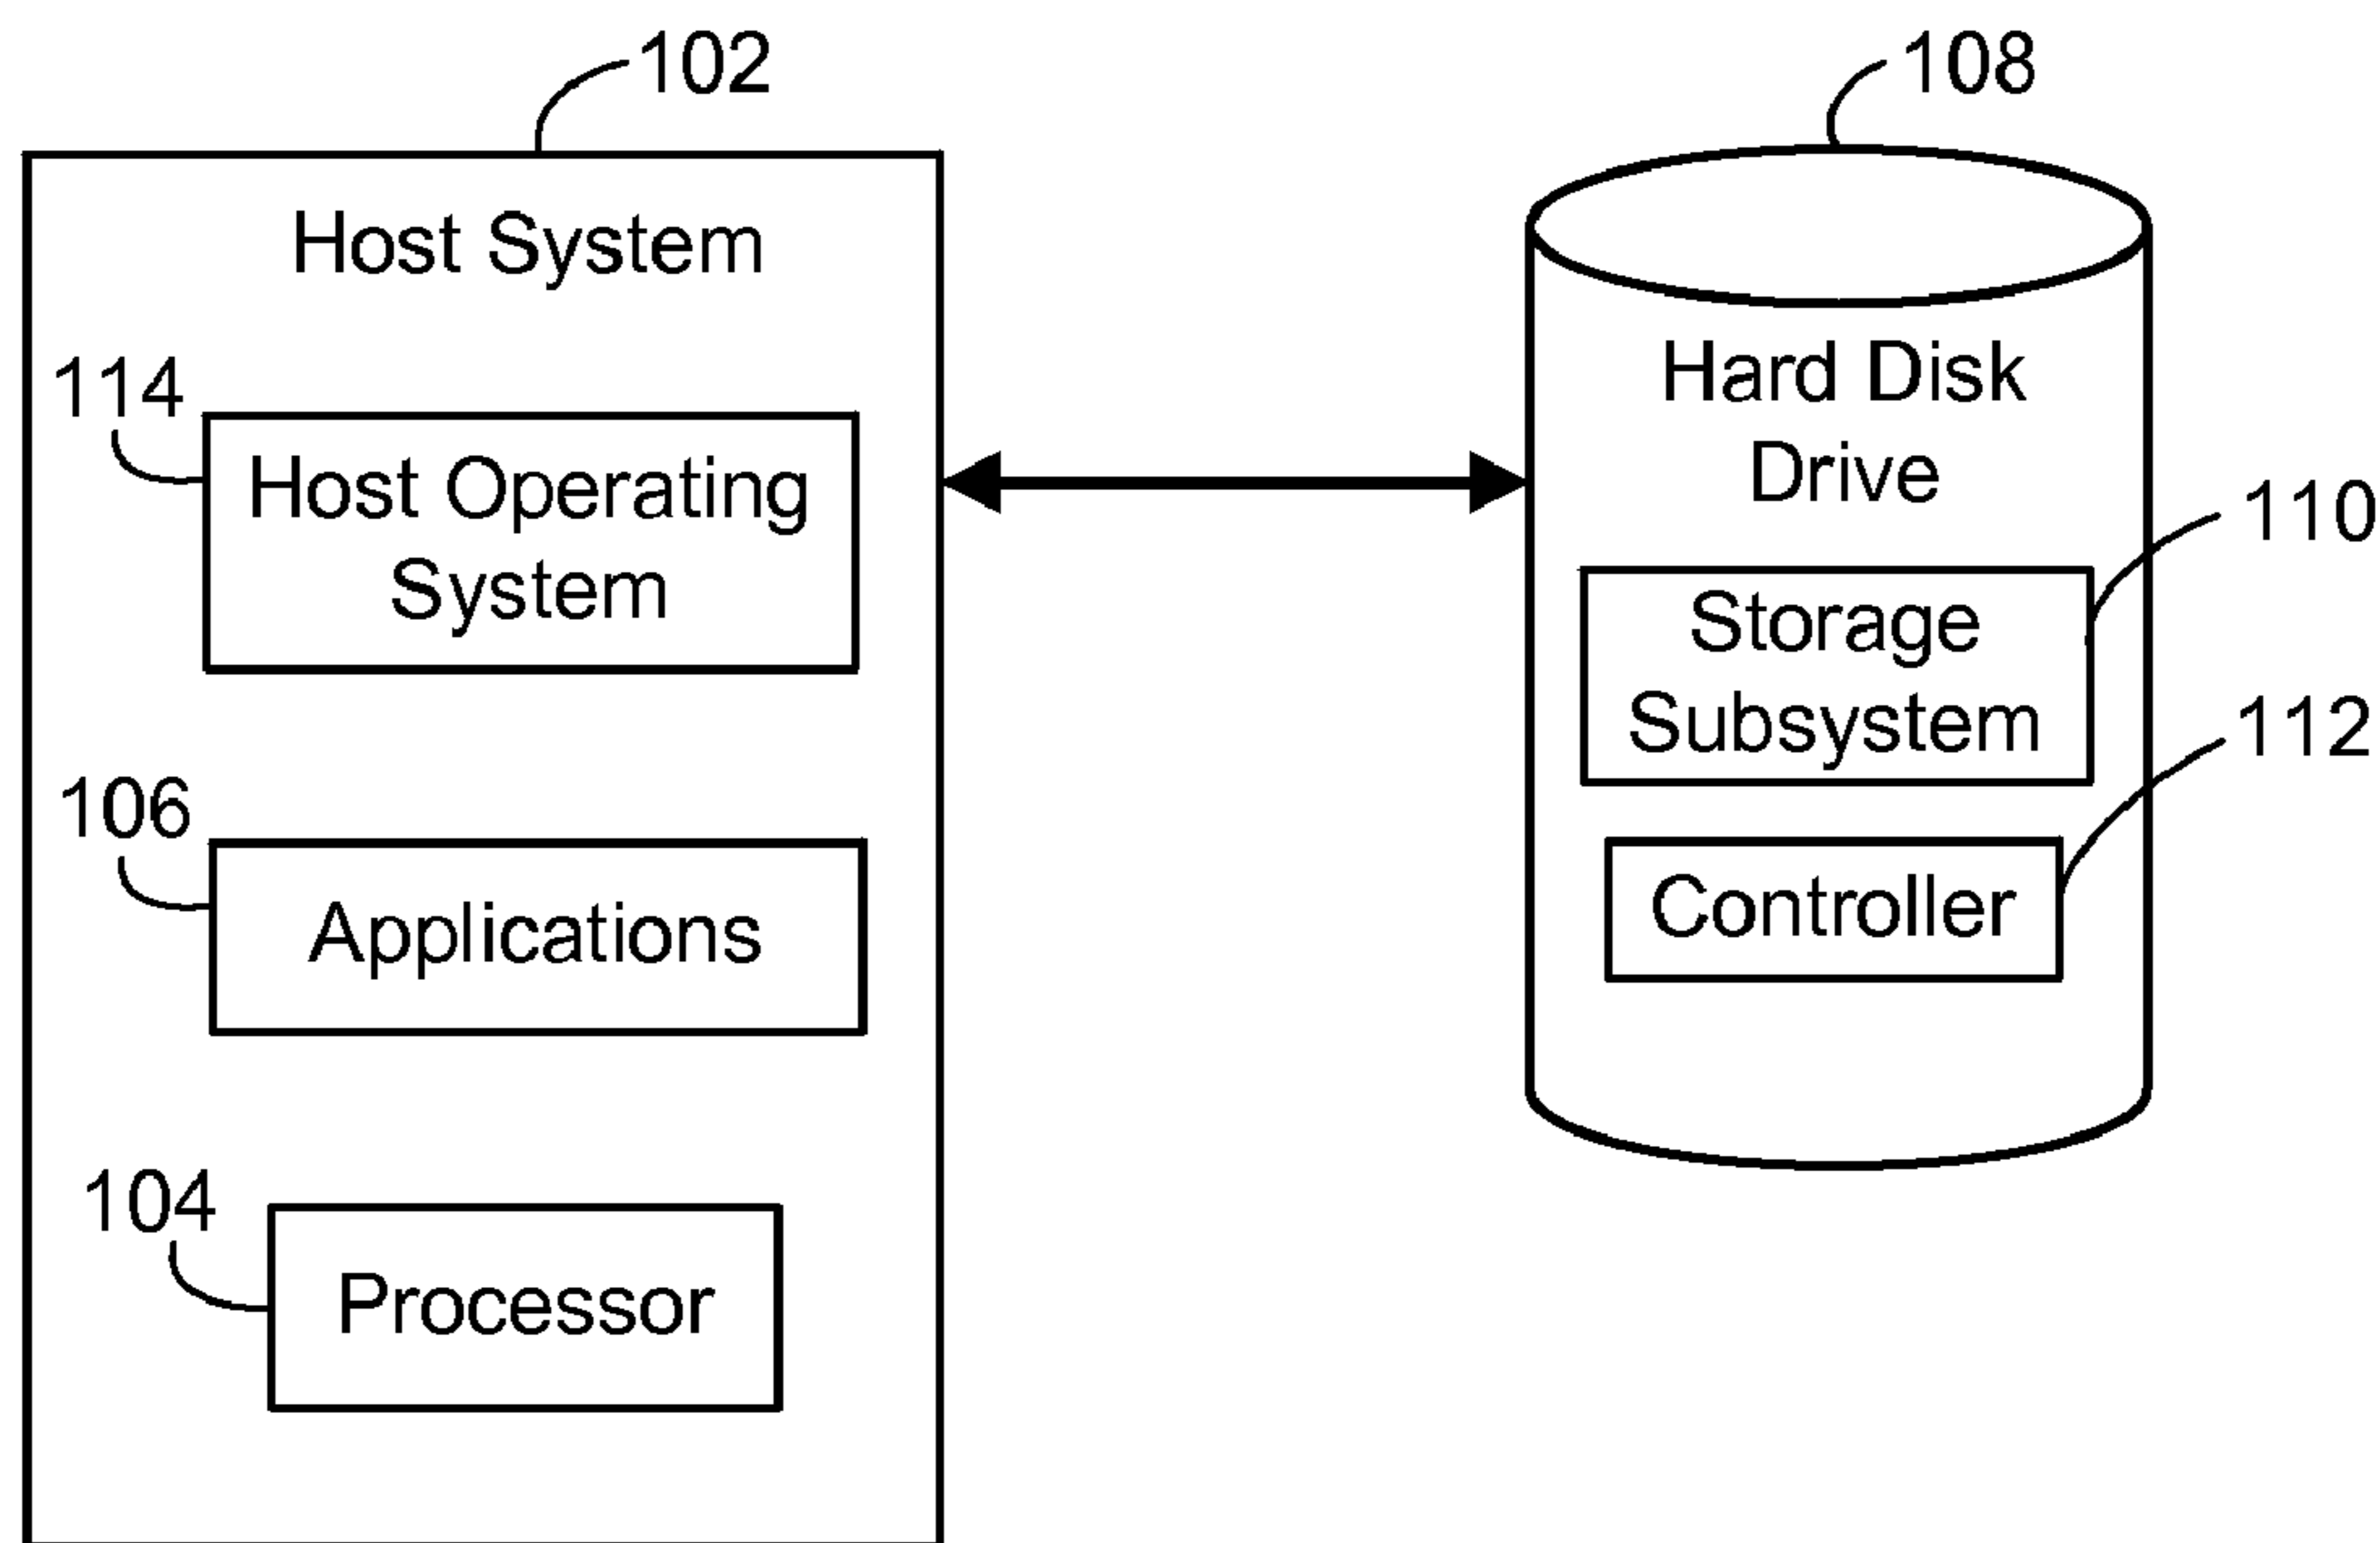 102
108
Host System
114
Host Operating
System
106
Applications
104
Processor
Hard Disk
Drive
110
Storage
Subsystem
112
Controller